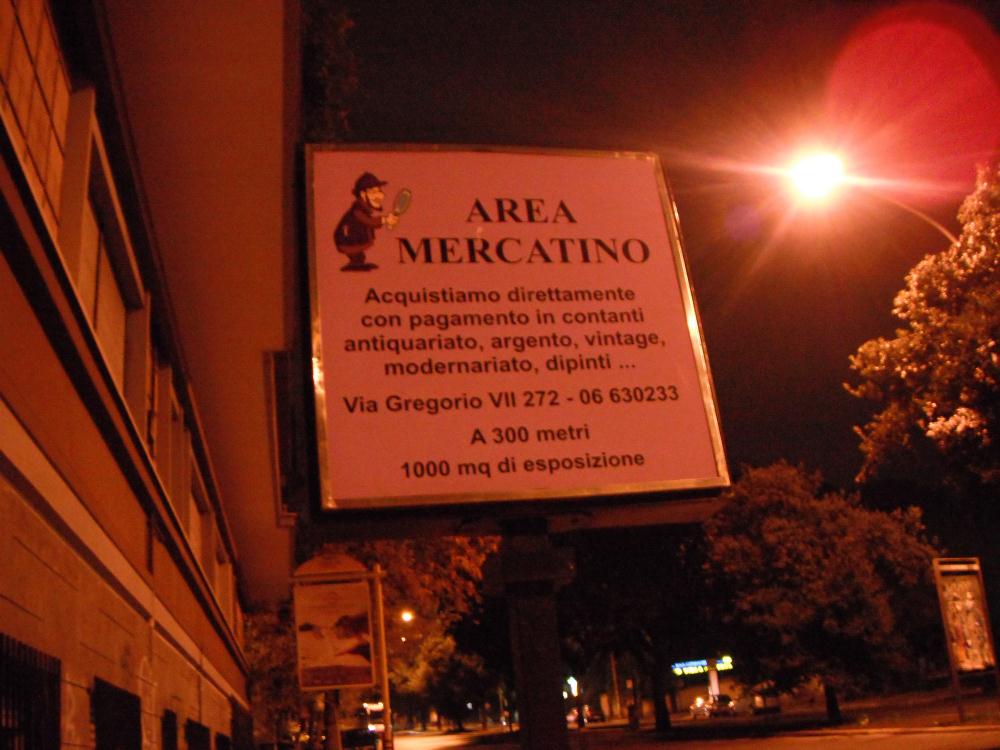 AREA
MERCATINO
Acquistiamo direttamente
con pagamento in contanti
antiquariato, argento, vintage,
modernariato, dipinti ...
Via Gregorio VII 272 - 06 630233
A 300 metri
1000 mq di esposizione